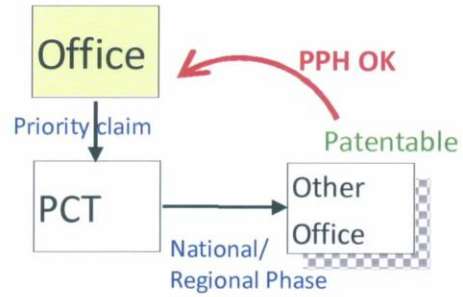 Office
PPH OK
Priority claim
Patentable
PCT
Other
Office
National/
Regional Phase